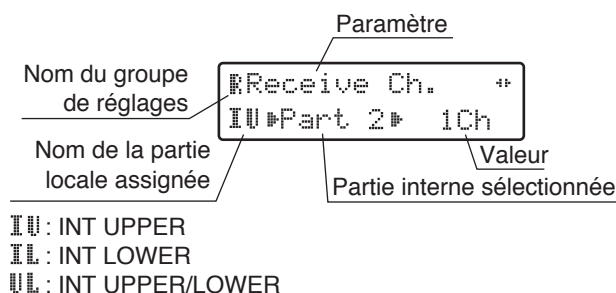 Paramètre
Nom du groupe
de réglages
RReceive Ch.
IU▶Part 2▶ 1Ch
Nom de la partie
locale assignée
Valeur
Partie interne sélectionnée
IU : INT UPPER
IL : INT LOWER
UL : INT UPPER/LOWER